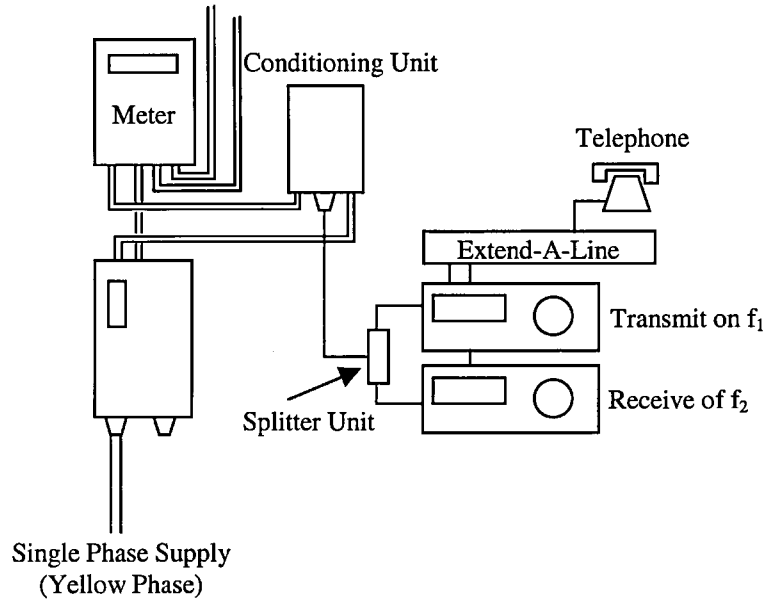 Conditioning Unit
Meter
Telephone
Extend-A-Line
Transmit on f₁
Receive of f₂
Splitter Unit
Single Phase Supply
(Yellow Phase)